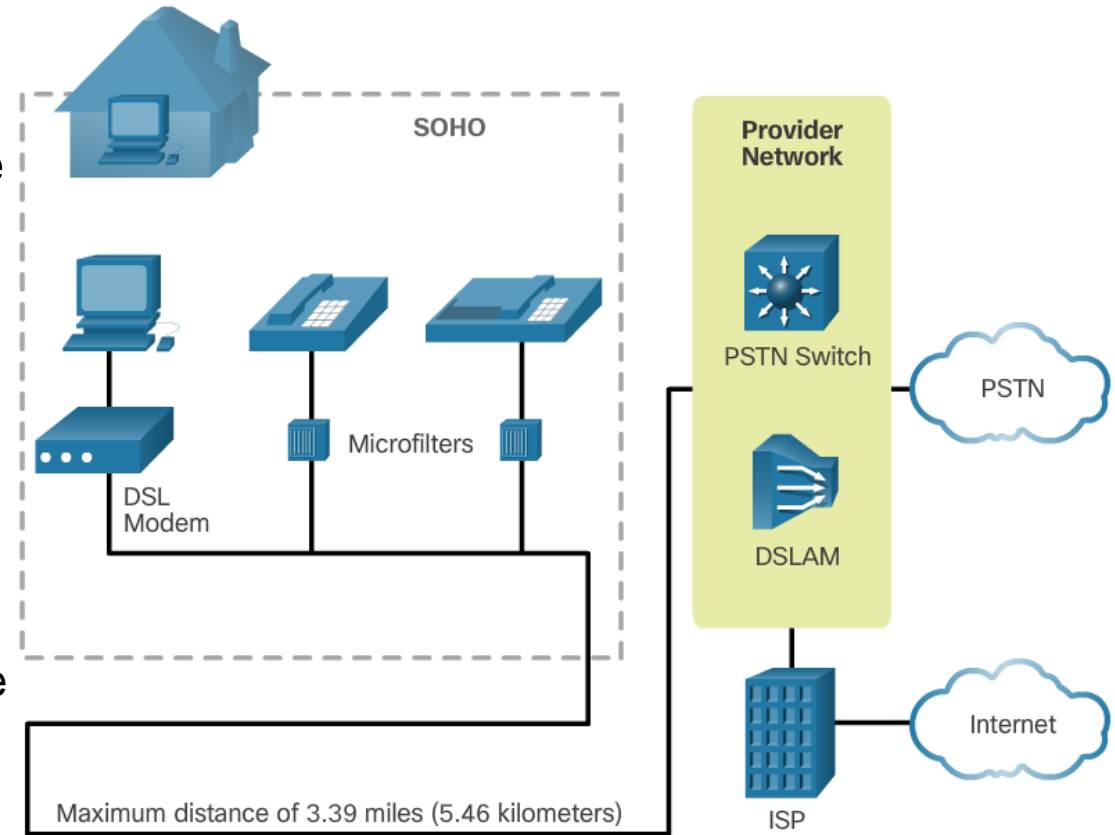 SOHO
Provider
Network
PSTN Switch
PSTN
Microfilters
DSL
Modem
DSLAM
Internet
Maximum distance of 3.39 miles (5.46 kilometers)
ISP
e
e